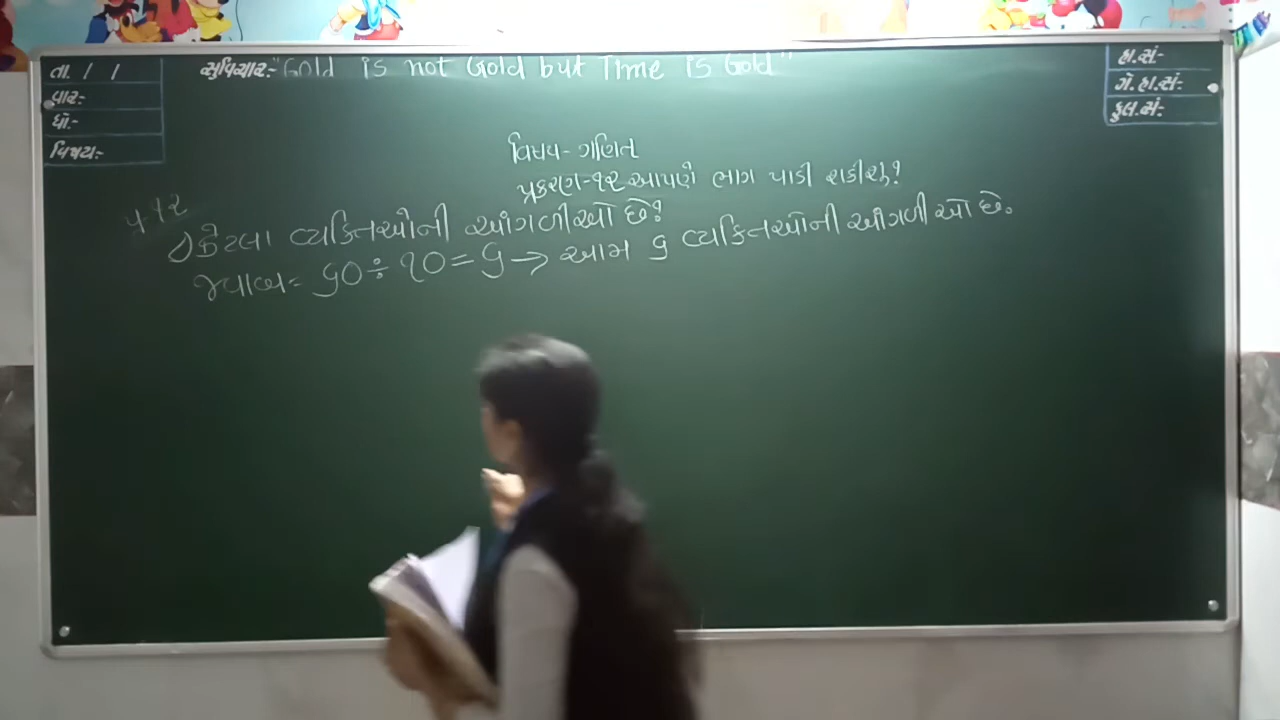 તા. / /
વાર:-
ધો:-
વિષય:-
સુવિચાર:- "Gold is not Gold but Time is Gold"
હા.સં:-
ગે.હા.સં:-
કુલ.સં:-
વિષય - ગણિત
પ્રકરણ-૧૨ આપણે ભાગ પાડી શકીશું?
૧) કેટલા વ્યક્તિઓની આંગળીઓ છે?
જવાબ= ૬૦ ÷ ૧૦ = ૬ → આમ ૬ વ્યક્તિઓની આંગળીઓ છે.